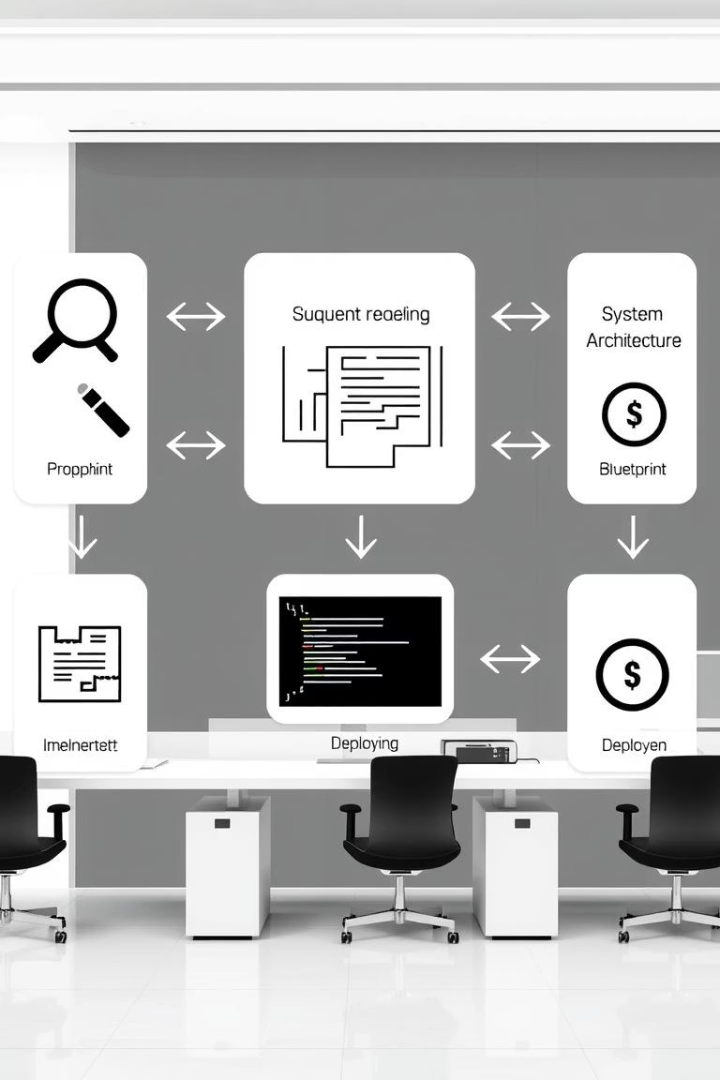 Suquent reaeling
System
Architecture
$
Propphint
Bluetprint
$
Imelnertett
Deploying
Deployen